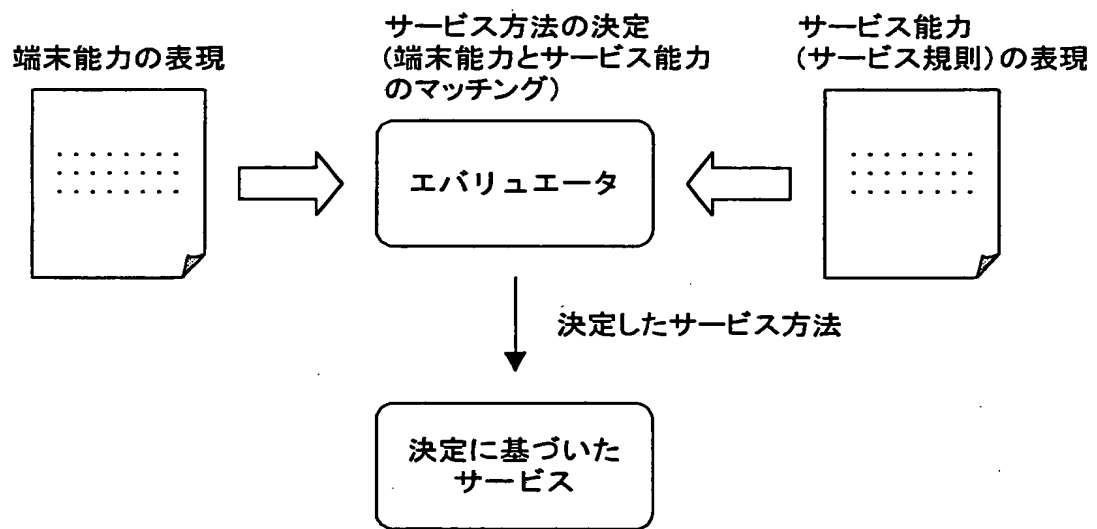 端末能力の表現
サービス方法の決定
(端末能力とサービス能力
のマッチング)
サービス能力
(サービス規則)の表現
エバリュエータ
決定したサービス方法
決定に基づいた
サービス